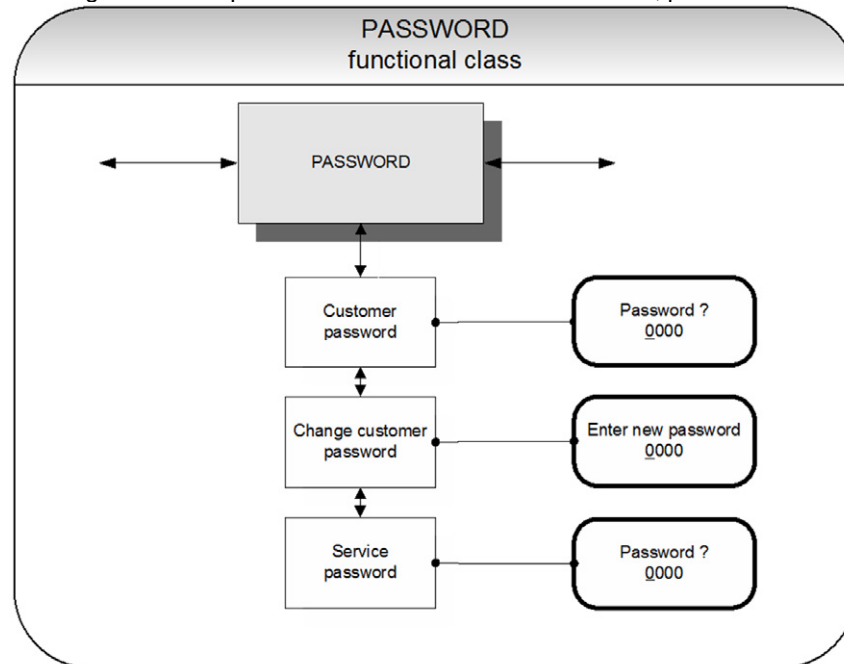 PASSWORD
functional class
PASSWORD
Customer
password
Password ?
0000
Change customer
password
Enter new password
0000
Service
password
Password ?
0000